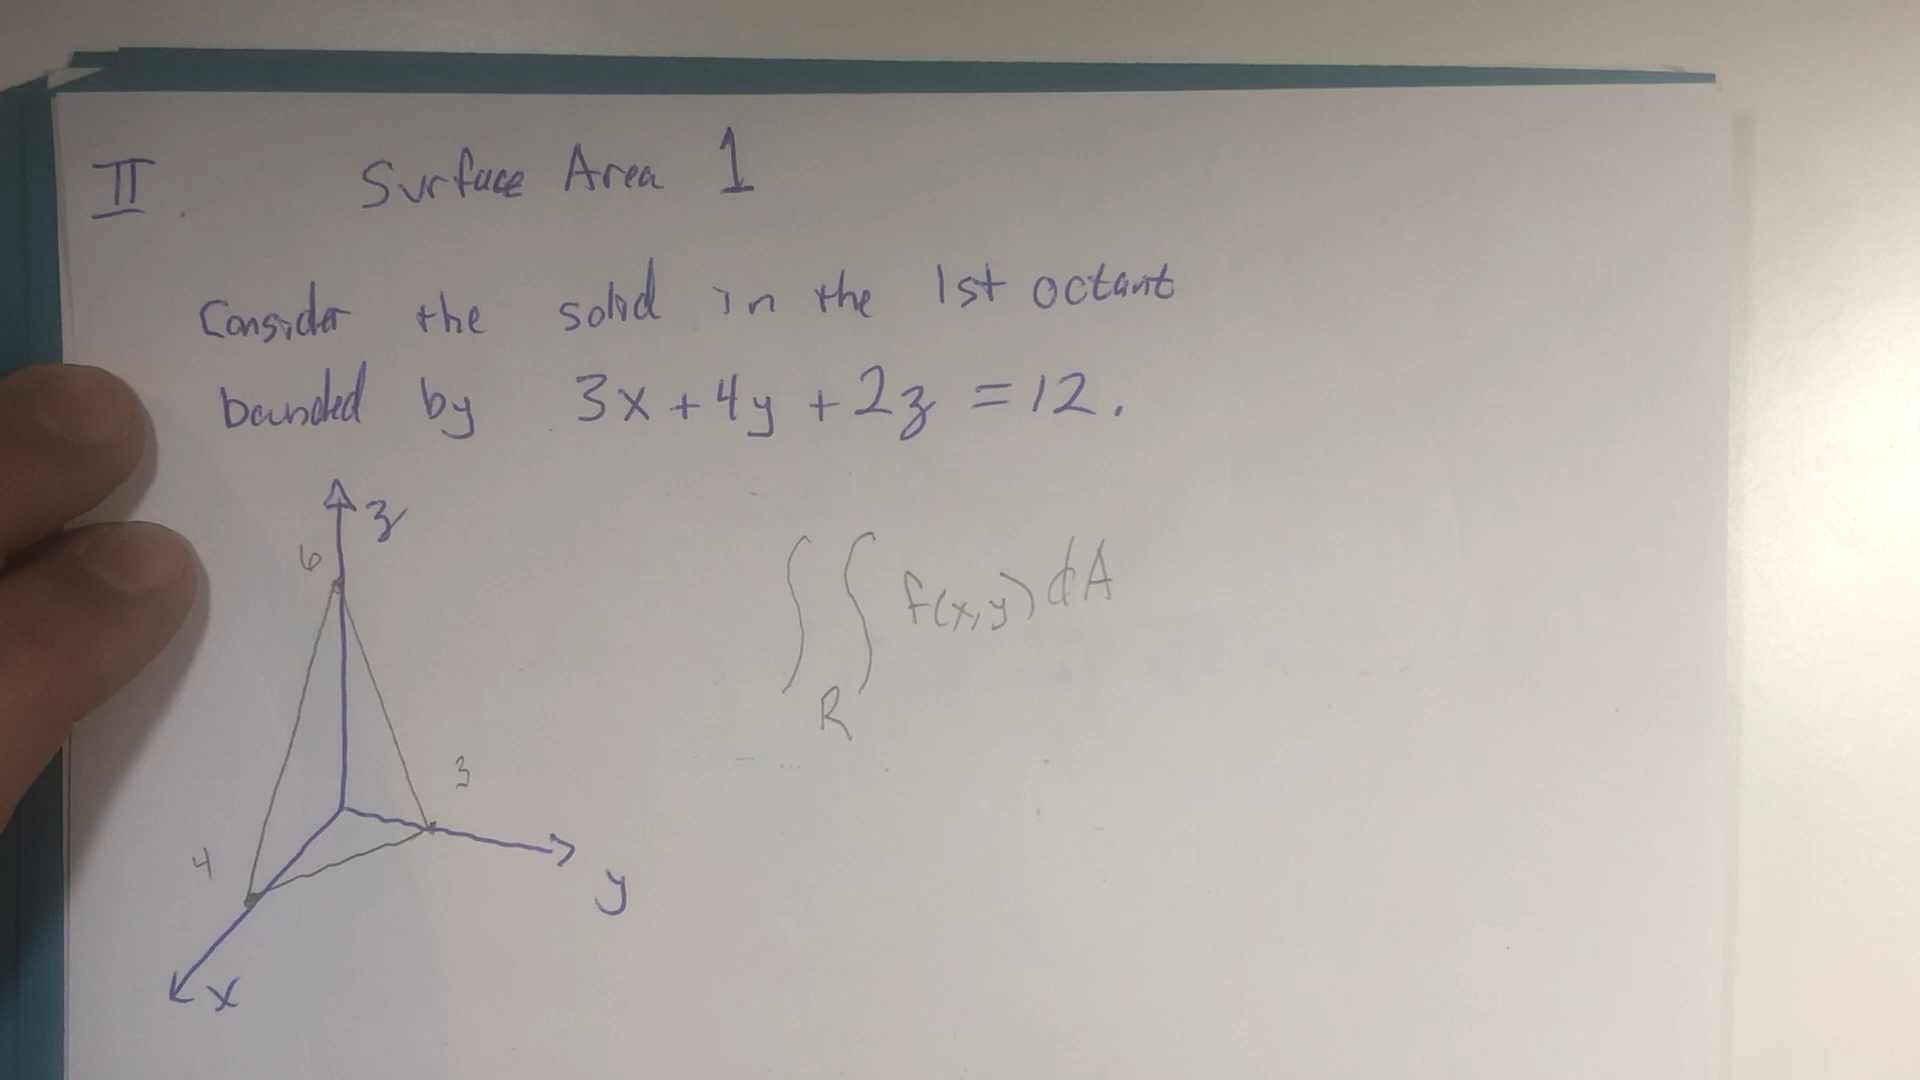 II. Surface Area 1
Consider the solid in the 1st octant
bounded by 3x + 4y + 2z = 12.
z
6
∫∫ f(x,y) dA
R
3
4
y
x